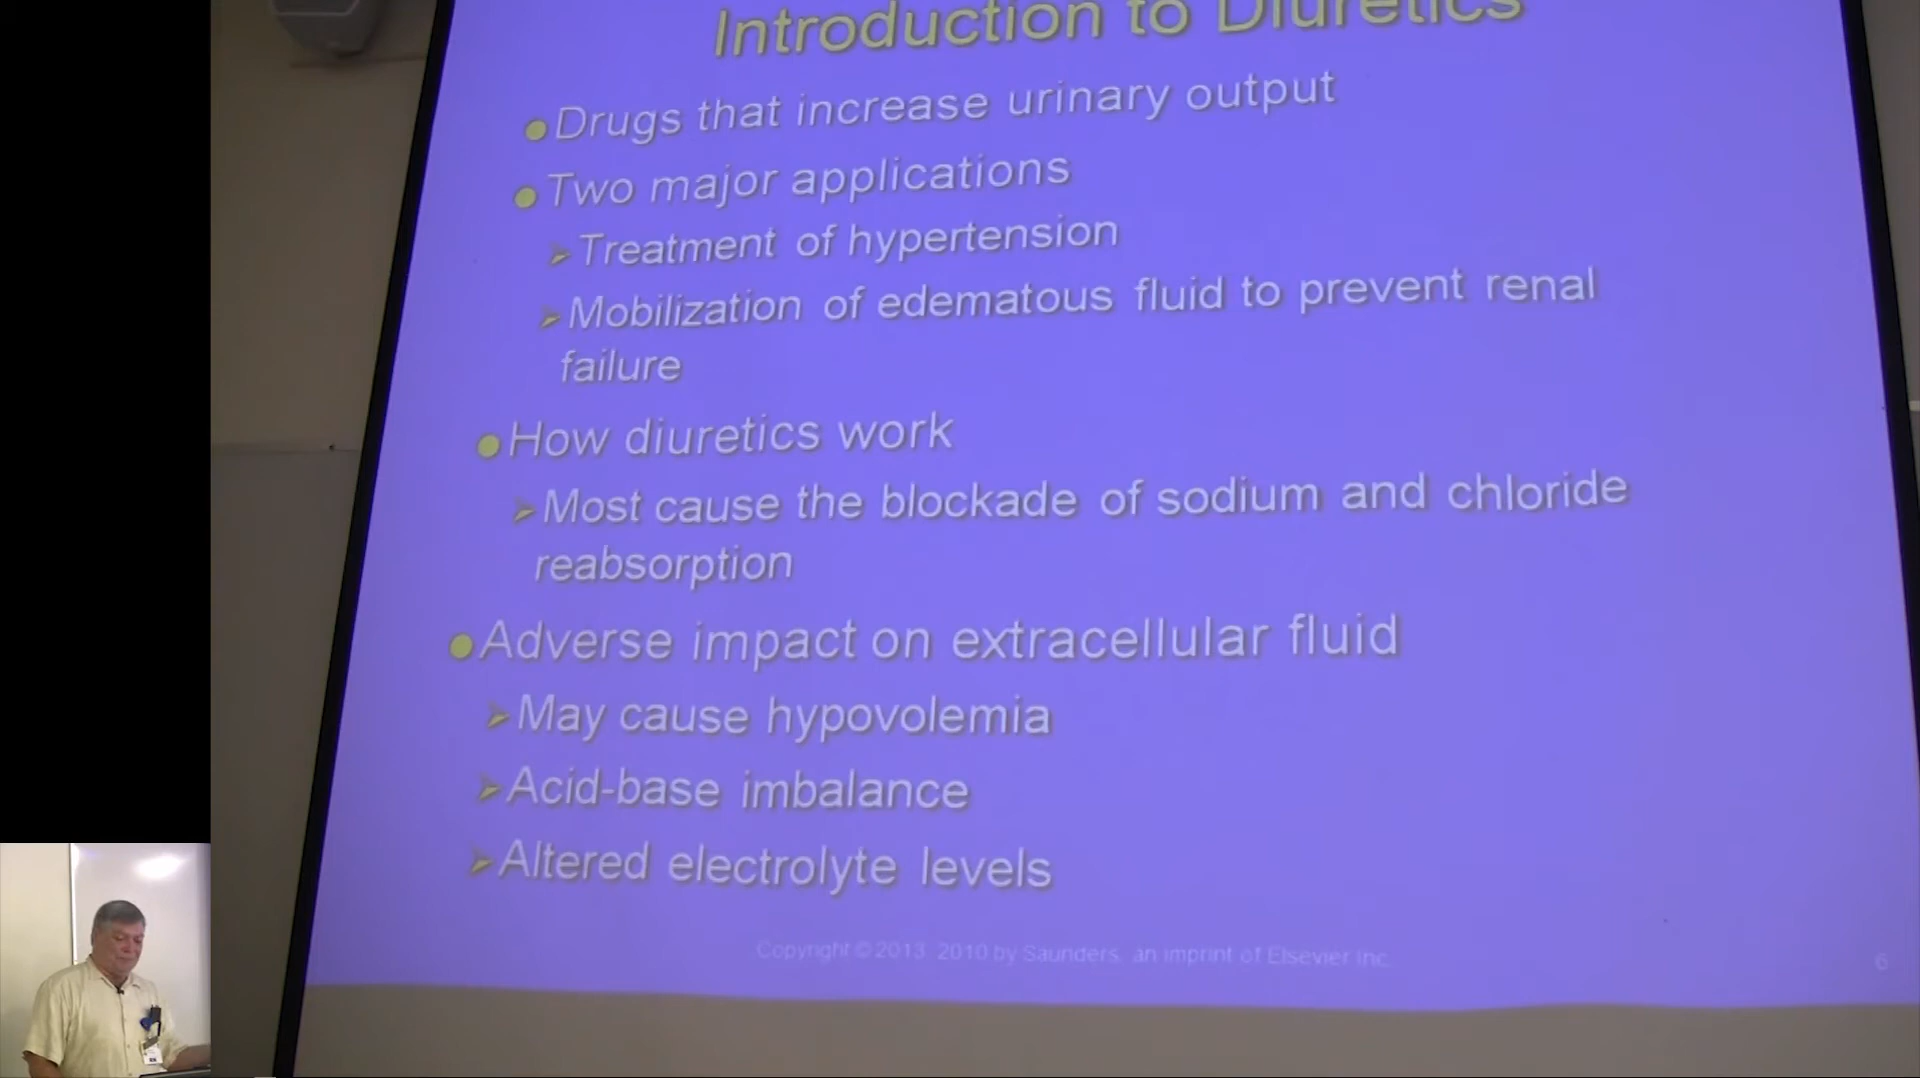 Introduction to Diuretics
Drugs that increase urinary output
Two major applications
Treatment of hypertension
Mobilization of edematous fluid to prevent renal
failure
How diuretics work
Most cause the blockade of sodium and chloride
reabsorption
Adverse impact on extracellular fluid
May cause hypovolemia
Acid-base imbalance
Altered electrolyte levels
Copyright © 2013, 2010 by Saunders, an imprint of Elsevier Inc.
6